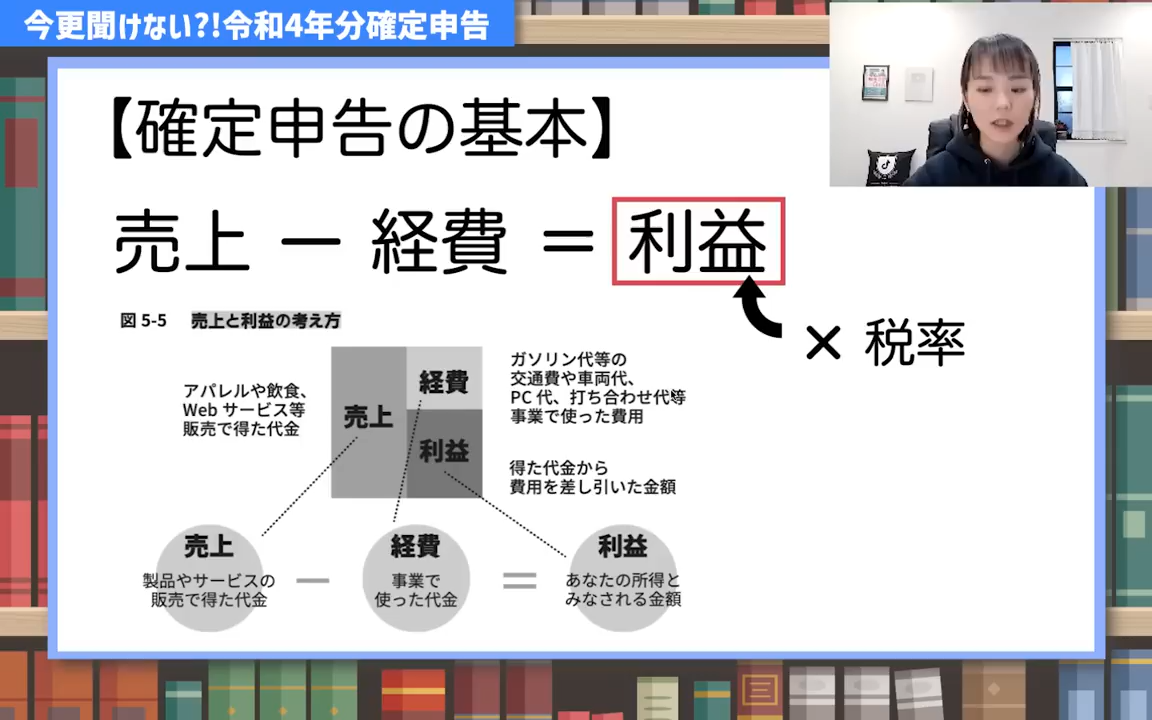 今更聞けない?!令和4年分確定申告
【確定申告の基本】
売上 － 経費 ＝ 利益
× 税率
図 5-5 売上と利益の考え方
アパレルや飲食、
Web サービス等
販売で得た代金
売上
経費
利益
ガソリン代等の
交通費や車両代、
PC 代、打ち合わせ代等
事業で使った費用
得た代金から
費用を差し引いた金額
売上
製品やサービスの
販売で得た代金
－
経費
事業で
使った代金
＝
利益
あなたの所得と
みなされる金額